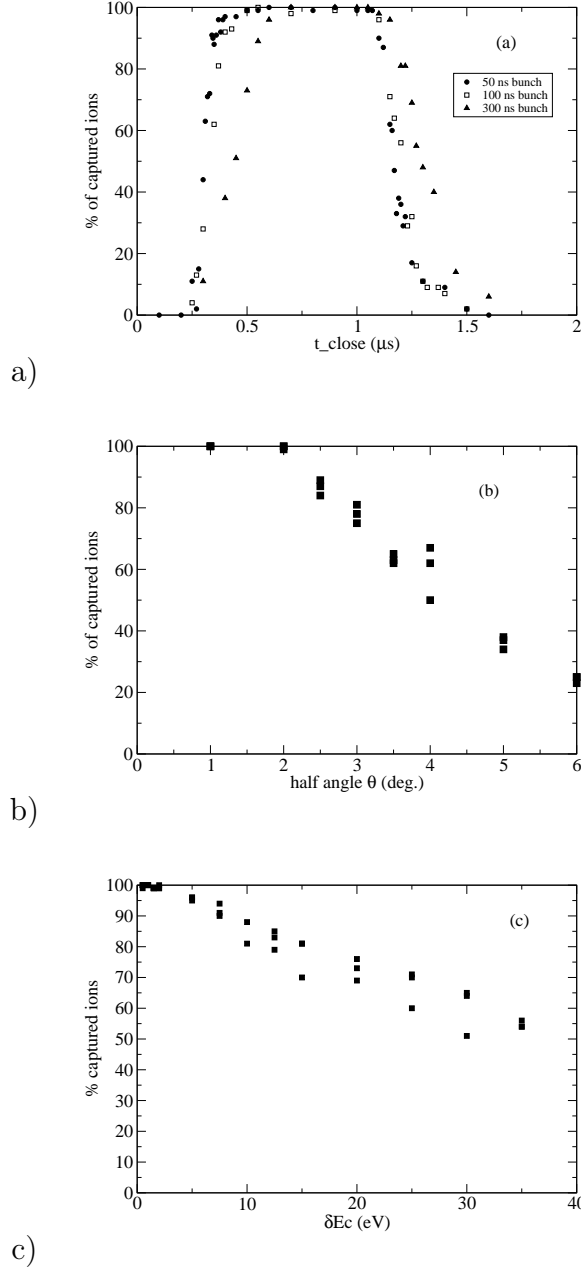 100
80
60
40
20
0
% of captured ions
(a)
50 ns bunch
100 ns bunch
300 ns bunch
0 0.5 1 1.5 2
t_close (μs)
a)
100
80
60
40
20
0
% of captured ions
(b)
0 1 2 3 4 5 6
half angle θ (deg.)
b)
100
90
80
70
60
50
40
30
20
10
0
% captured ions
(c)
0 10 20 30 40
δEc (eV)
c)